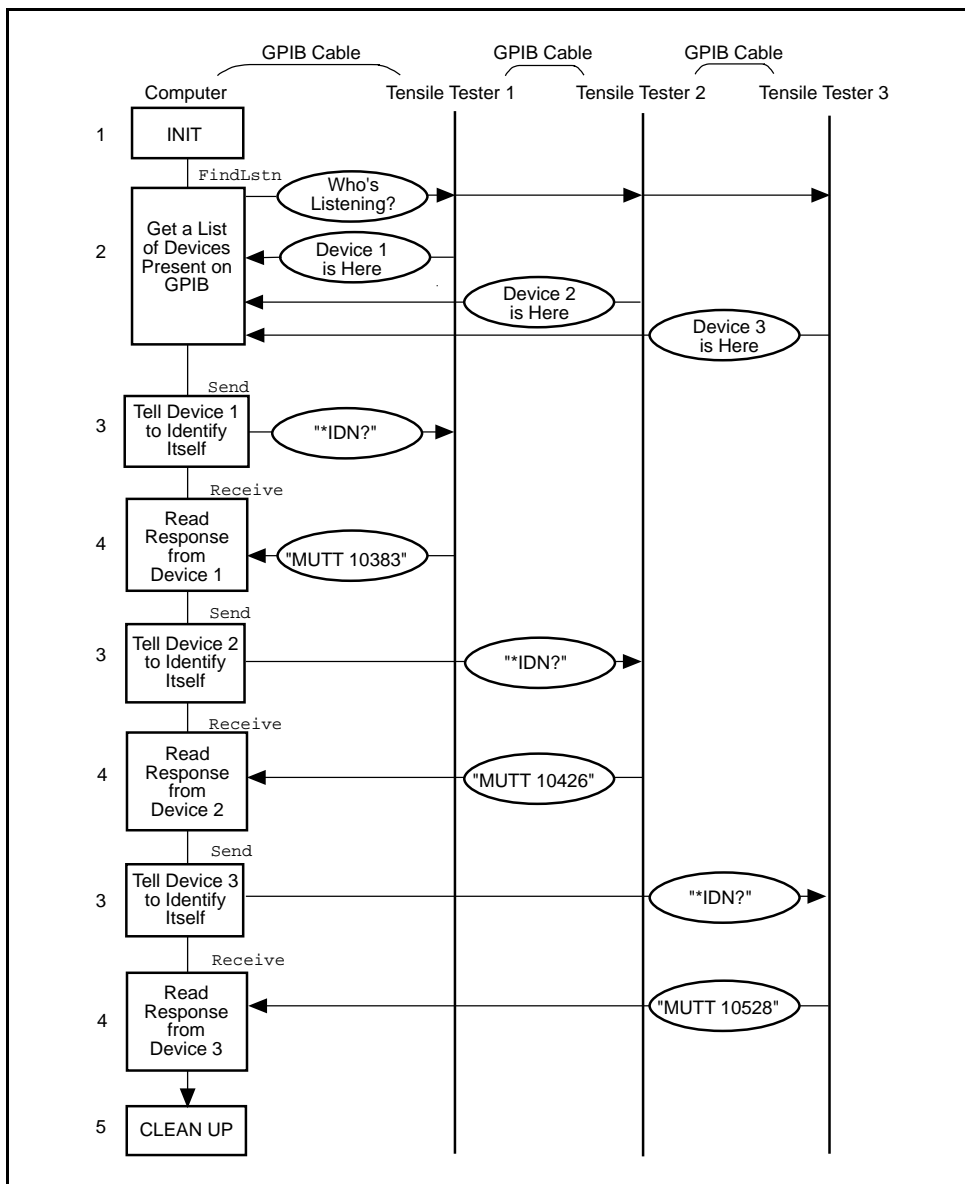 GPIB Cable GPIB Cable GPIB Cable
Computer Tensile Tester 1 Tensile Tester 2 Tensile Tester 3
1 INIT
FindLstn
Who's
Listening?
2
Get a List
of Devices
Present on
GPIB
Device 1
is Here
Device 2
is Here
Device 3
is Here
Send
3
Tell Device 1
to Identify
Itself
"*IDN?"
Receive
4
Read
Response
from
Device 1
"MUTT 10383"
Send
3
Tell Device 2
to Identify
Itself
"*IDN?"
Receive
4
Read
Response
from
Device 2
"MUTT 10426"
Send
3
Tell Device 3
to Identify
Itself
"*IDN?"
Receive
4
Read
Response
from
Device 3
"MUTT 10528"
5 CLEAN UP